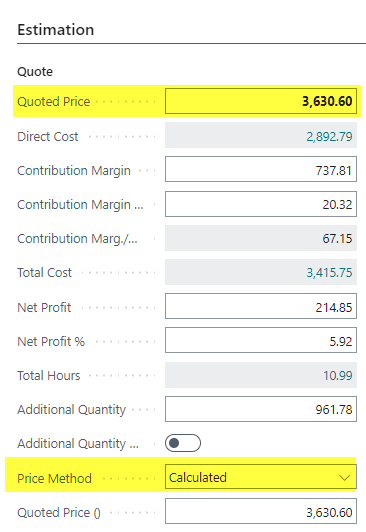 Estimation
Quote
Quoted Price 3,630.60
Direct Cost 2,892.79
Contribution Margin 737.81
Contribution Margin ... 20.32
Contribution Marg./... 67.15
Total Cost 3,415.75
Net Profit 214.85
Net Profit % 5.92
Total Hours 10.99
Additional Quantity 961.78
Additional Quantity ...
Price Method Calculated
Quoted Price () 3,630.60